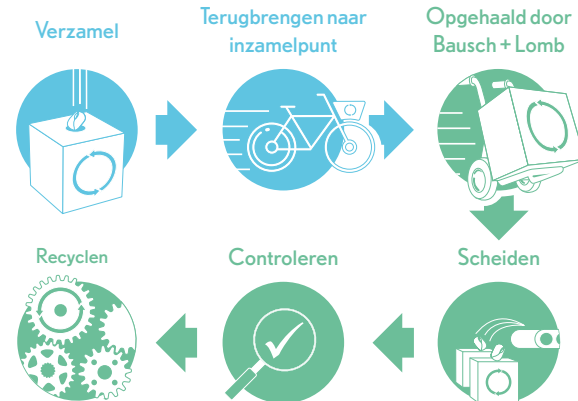 Verzamel
Terugbrengen naar
inzamelpunt
Opgehaald door
Bausch + Lomb
Recyclen
Controleren
Scheiden